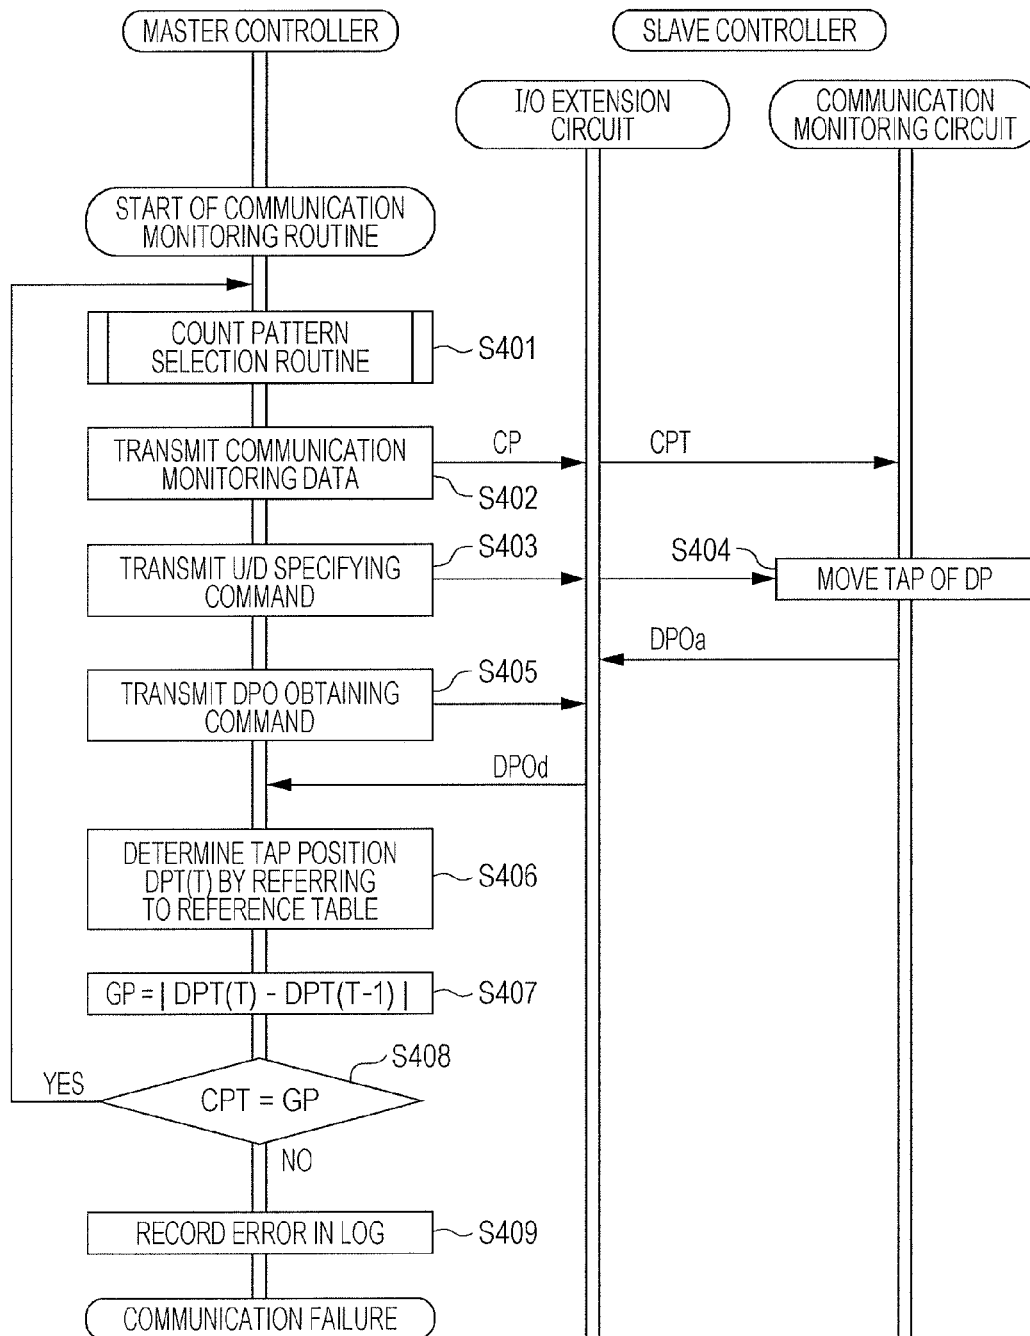 MASTER CONTROLLER
SLAVE CONTROLLER
I/O EXTENSION
CIRCUIT
COMMUNICATION
MONITORING CIRCUIT
START OF COMMUNICATION
MONITORING ROUTINE
COUNT PATTERN
SELECTION ROUTINE
S401
TRANSMIT COMMUNICATION
MONITORING DATA
S402
CP
CPT
TRANSMIT U/D SPECIFYING
COMMAND
S403
S404
MOVE TAP OF DP
DPOa
TRANSMIT DPO OBTAINING
COMMAND
S405
DPOd
DETERMINE TAP POSITION
DPT(T) BY REFERRING
TO REFERENCE TABLE
S406
GP = | DPT(T) - DPT(T-1) |
S407
S408
YES
CPT = GP
NO
RECORD ERROR IN LOG
S409
COMMUNICATION FAILURE